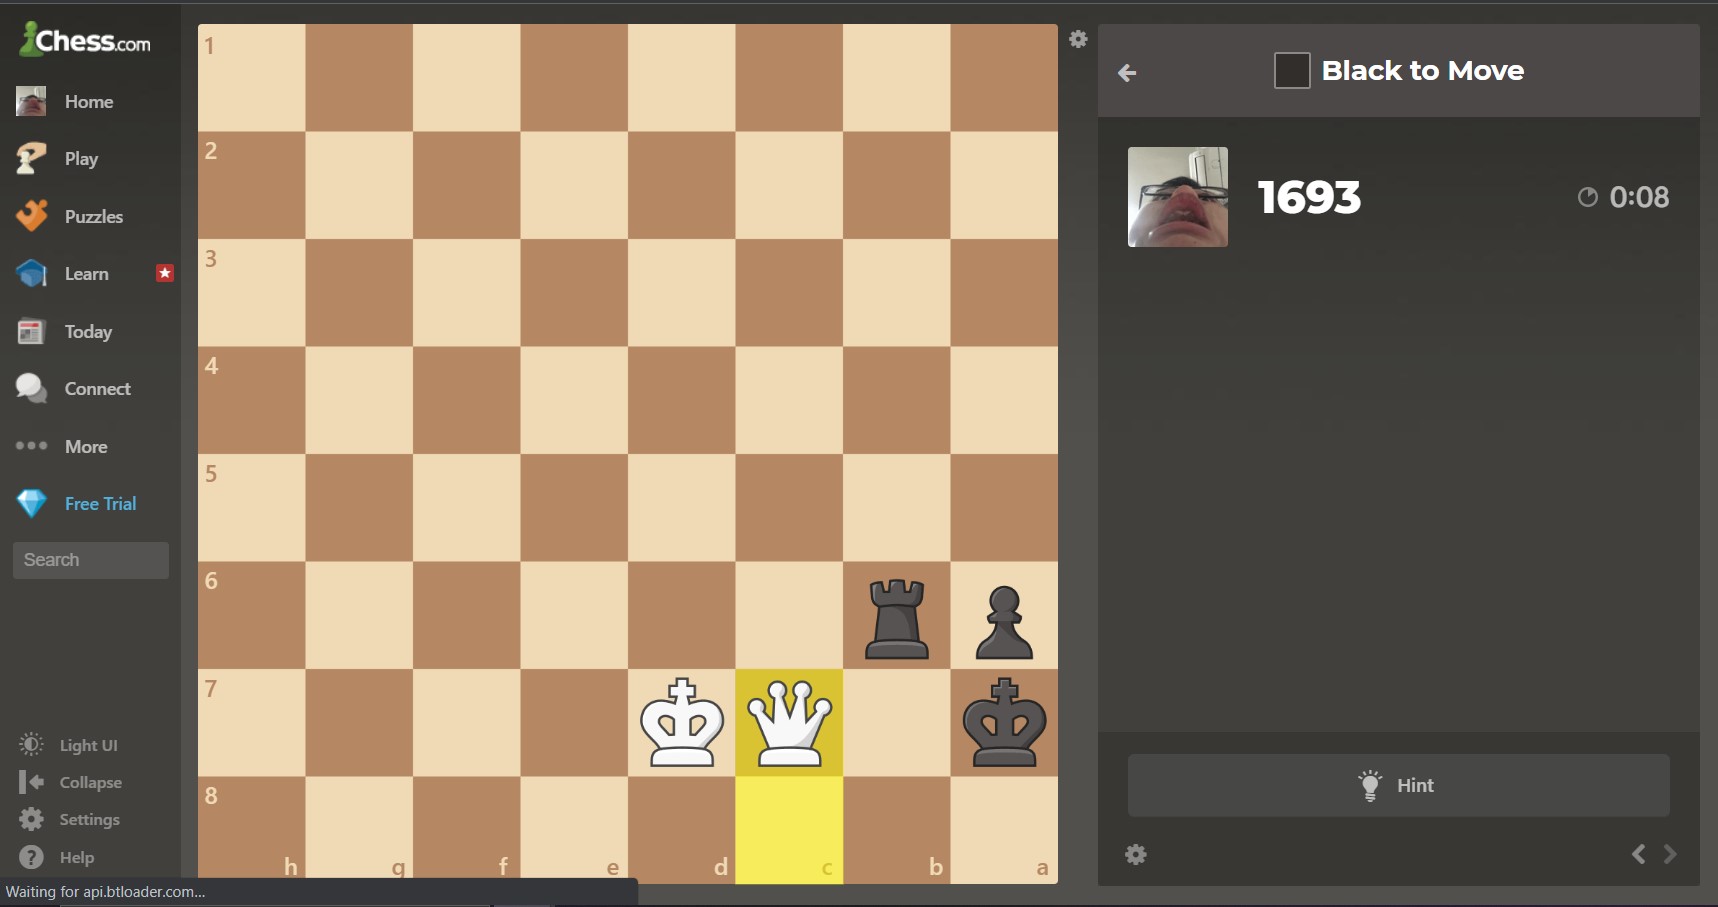 Chess.com
Home
Play
Puzzles
Learn
Today
Connect
More
Free Trial
Search
Light UI
Collapse
Settings
Help
1
2
3
4
5
6
7
8
h g f e d c b a
Black to Move
1693
0:08
Hint
Waiting for api.btloader.com...